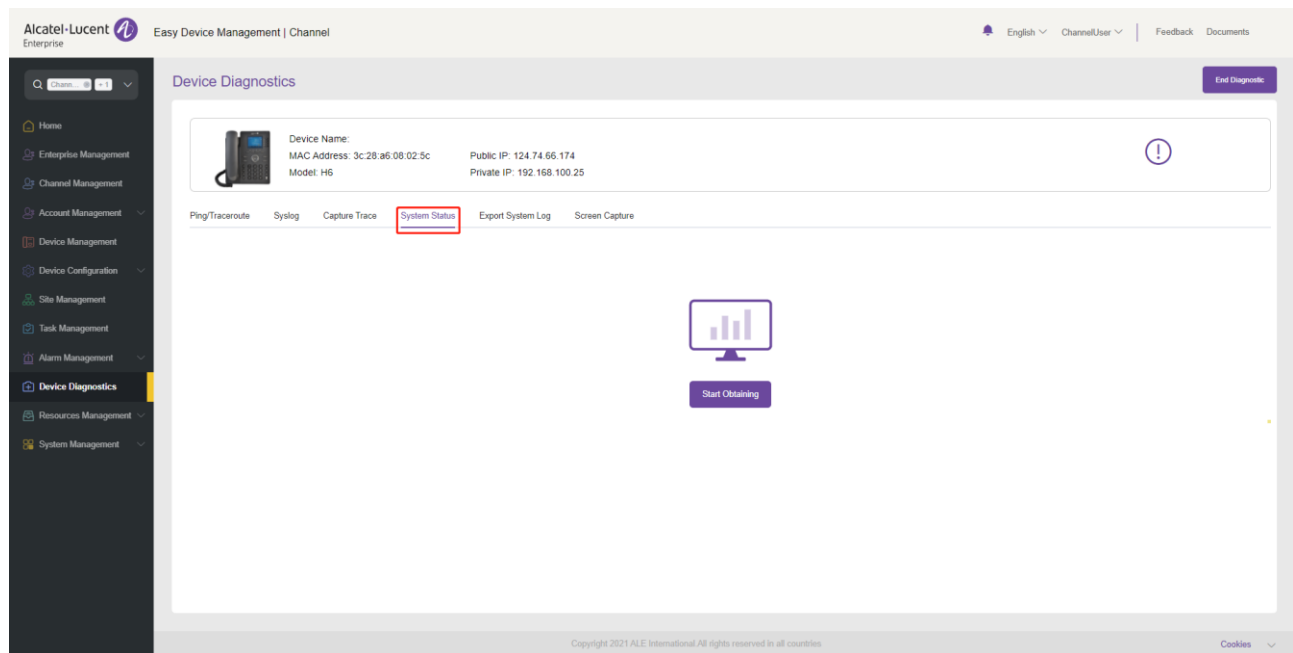 Alcatel·Lucent
Enterprise
Easy Device Management | Channel
English
ChannelUser
Feedback
Documents
Chann...
+ 1
Home
Enterprise Management
Channel Management
Account Management
Device Management
Device Configuration
Site Management
Task Management
Alarm Management
Device Diagnostics
Resources Management
System Management
Device Diagnostics
End Diagnostic
Device Name:
MAC Address: 3c:28:a6:08:02:5c Public IP: 124.74.66.174
Model: H6 Private IP: 192.168.100.25
Ping/Traceroute Syslog Capture Trace System Status Export System Log Screen Capture
Start Obtaining
Copyright 2021 ALE International.All rights reserved in all countries.
Cookies